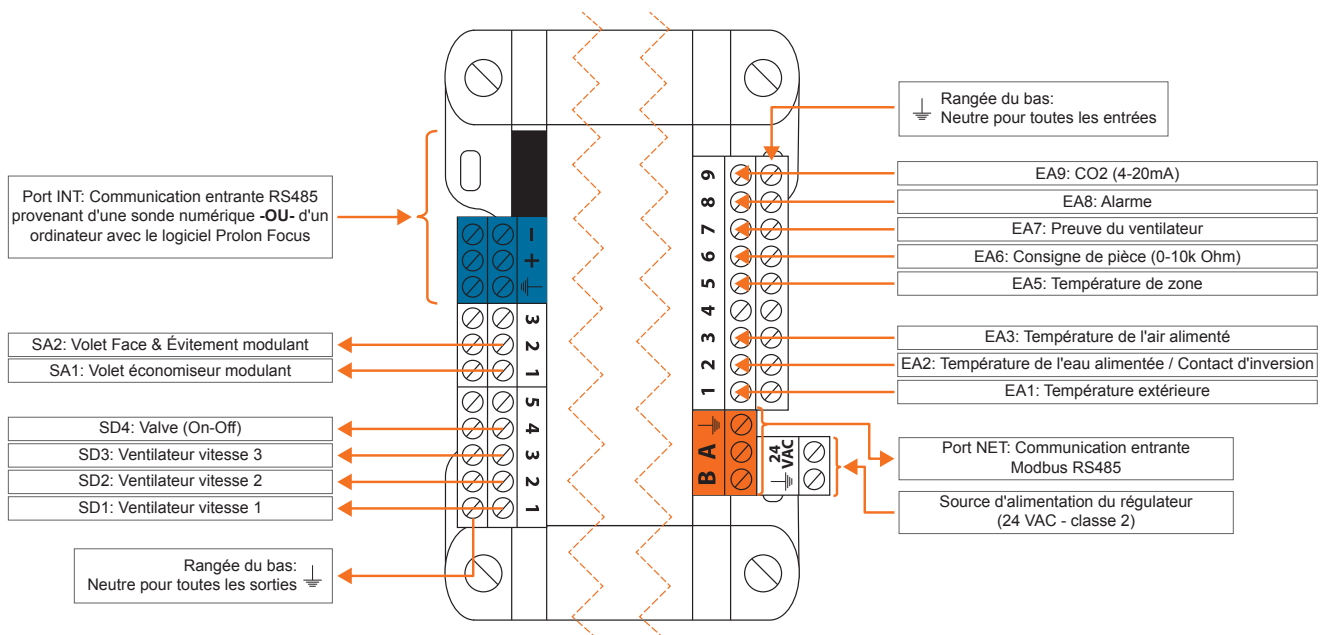 Port INT: Communication entrante RS485
provenant d'une sonde numérique -OU- d'un
ordinateur avec le logiciel Prolon Focus
SA2: Volet Face & Évitement modulant
SA1: Volet économiseur modulant
SD4: Valve (On-Off)
SD3: Ventilateur vitesse 3
SD2: Ventilateur vitesse 2
SD1: Ventilateur vitesse 1
Rangée du bas:
Neutre pour toutes les sorties
-
+
3
2
1
5
4
3
2
1
9
8
7
6
5
4
3
2
1
A
B
24
VAC
Rangée du bas:
Neutre pour toutes les entrées
EA9: CO2 (4-20mA)
EA8: Alarme
EA7: Preuve du ventilateur
EA6: Consigne de pièce (0-10k Ohm)
EA5: Température de zone
EA3: Température de l'air alimenté
EA2: Température de l'eau alimentée / Contact d'inversion
EA1: Température extérieure
Port NET: Communication entrante
Modbus RS485
Source d'alimentation du régulateur
(24 VAC - classe 2)